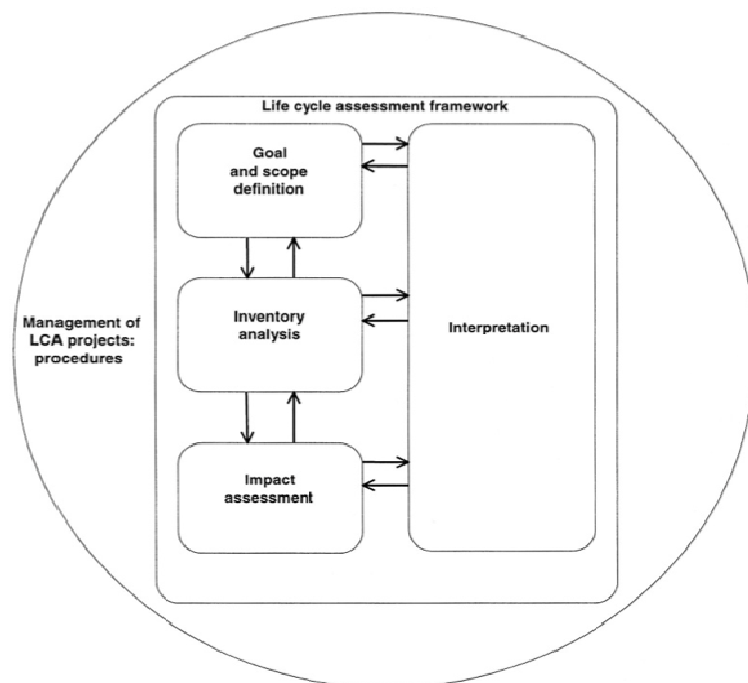 Life cycle assessment framework
Goal
and scope
definition
Inventory
analysis
Impact
assessment
Interpretation
Management of
LCA projects:
procedures